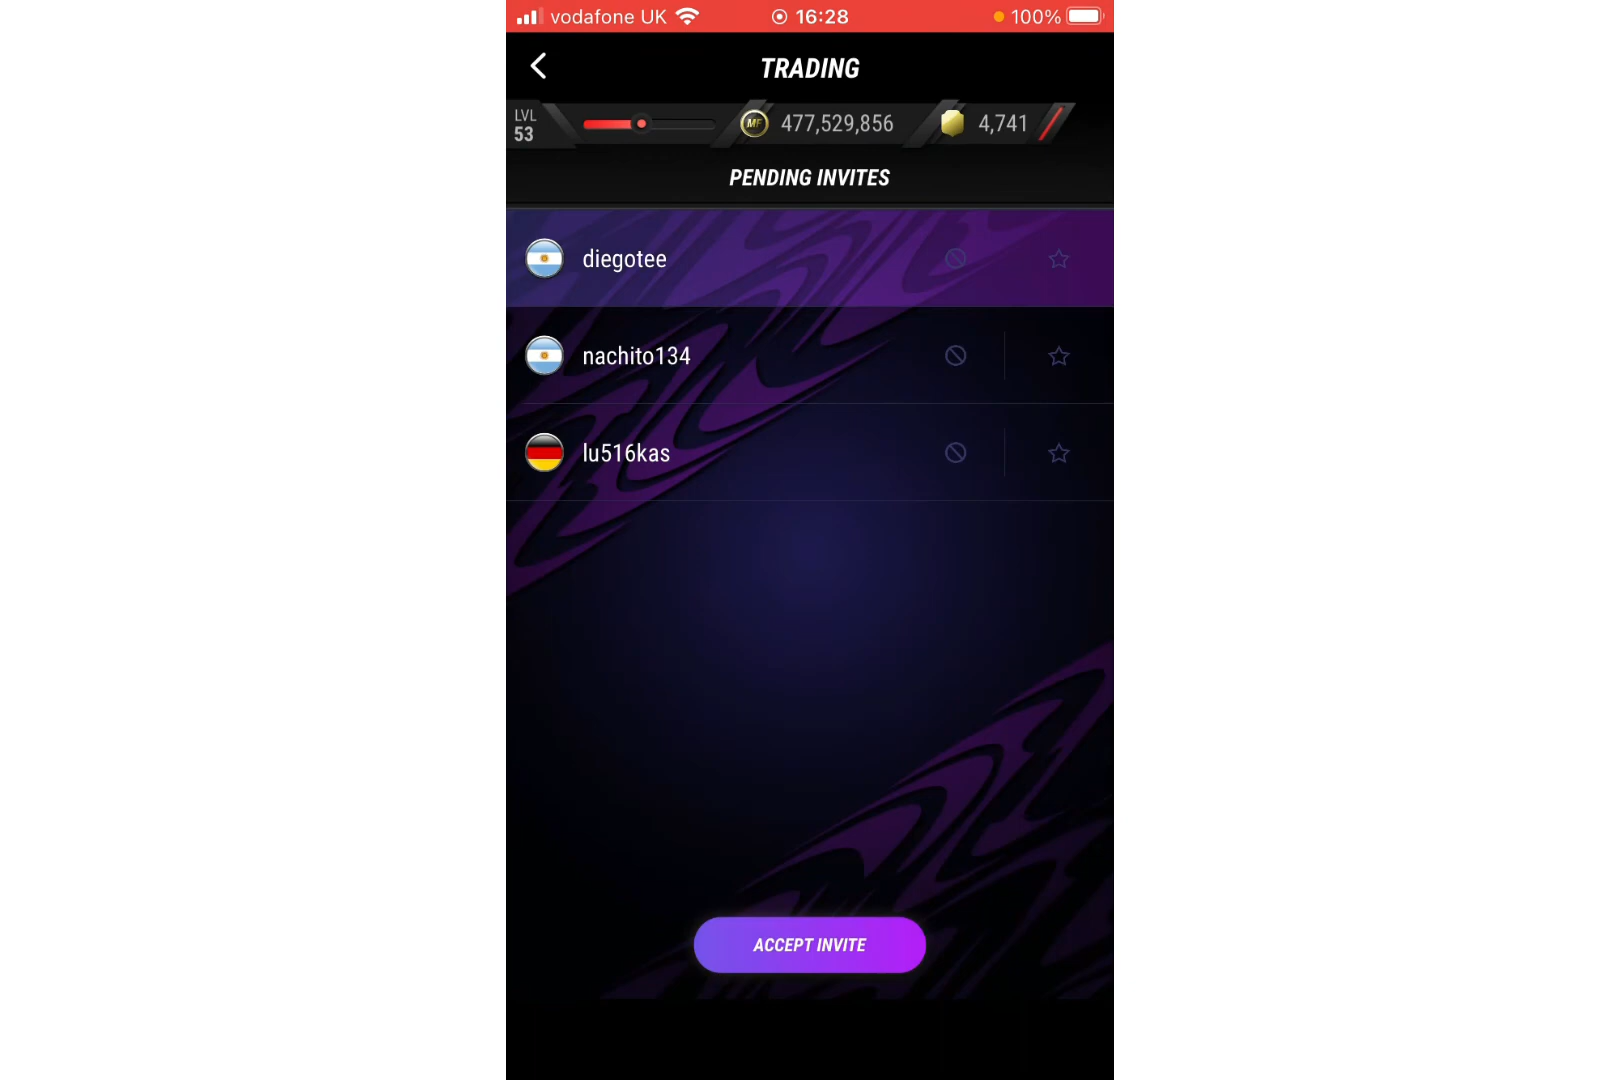 vodafone UK
16:28
100%
TRADING
LVL
53
MF
477,529,856
4,741
PENDING INVITES
diegotee
nachito134
lu516kas
ACCEPT INVITE